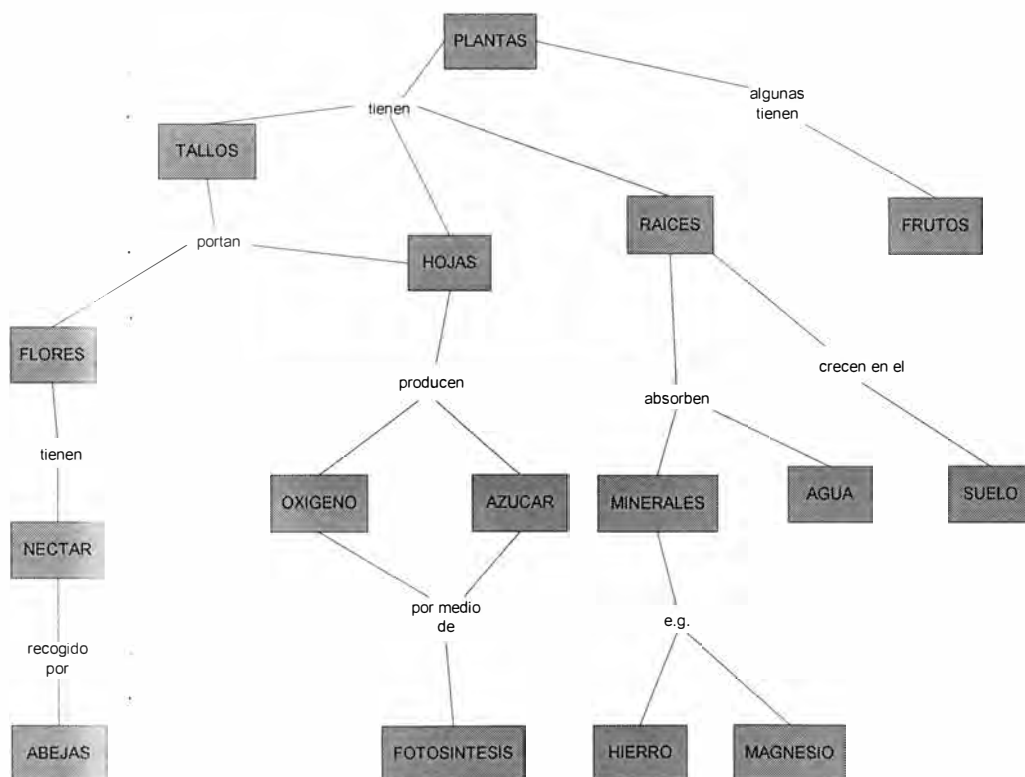 PLANTAS
algunas
tienen
tienen
TALLOS
RAICES
FRUTOS
portan
HOJAS
FLORES
producen
crecen en el
absorben
tienen
OXIGENO
AZUCAR
MINERALES
AGUA
SUELO
NECTAR
por medio
de
e.g.
recogido
por
ABEJAS
FOTOSINTESIS
HIERRO
MAGNESIO